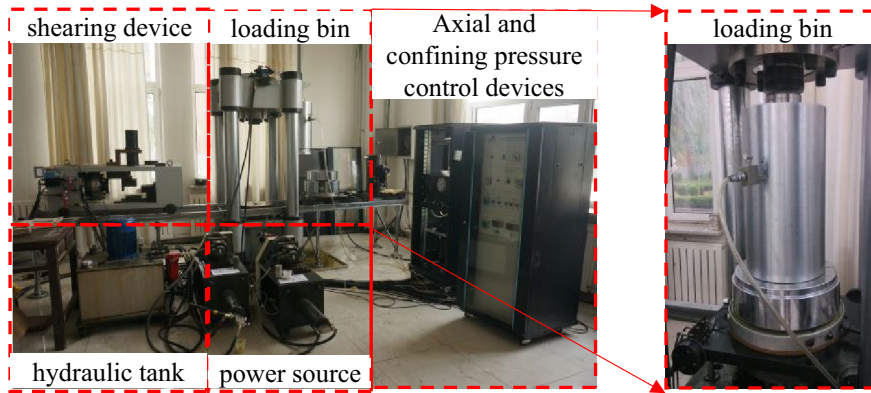 shearing device
loading bin
Axial and
confining pressure
control devices
loading bin
hydraulic tank
power source